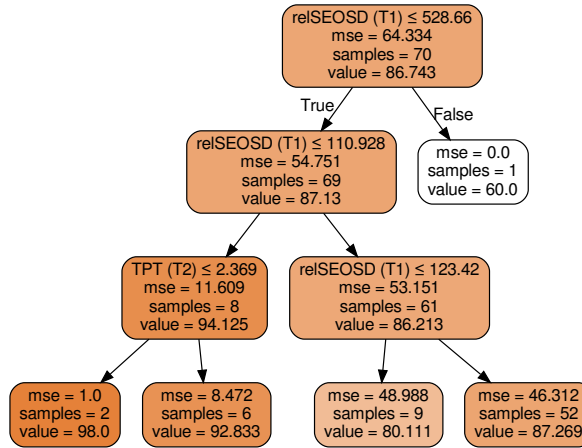 relSEOSD (T1) ≤ 528.66
mse = 64.334
samples = 70
value = 86.743
True
False
relSEOSD (T1) ≤ 110.928
mse = 54.751
samples = 69
value = 87.13
mse = 0.0
samples = 1
value = 60.0
TPT (T2) ≤ 2.369
mse = 11.609
samples = 8
value = 94.125
relSEOSD (T1) ≤ 123.42
mse = 53.151
samples = 61
value = 86.213
mse = 1.0
samples = 2
value = 98.0
mse = 8.472
samples = 6
value = 92.833
mse = 48.988
samples = 9
value = 80.111
mse = 46.312
samples = 52
value = 87.269